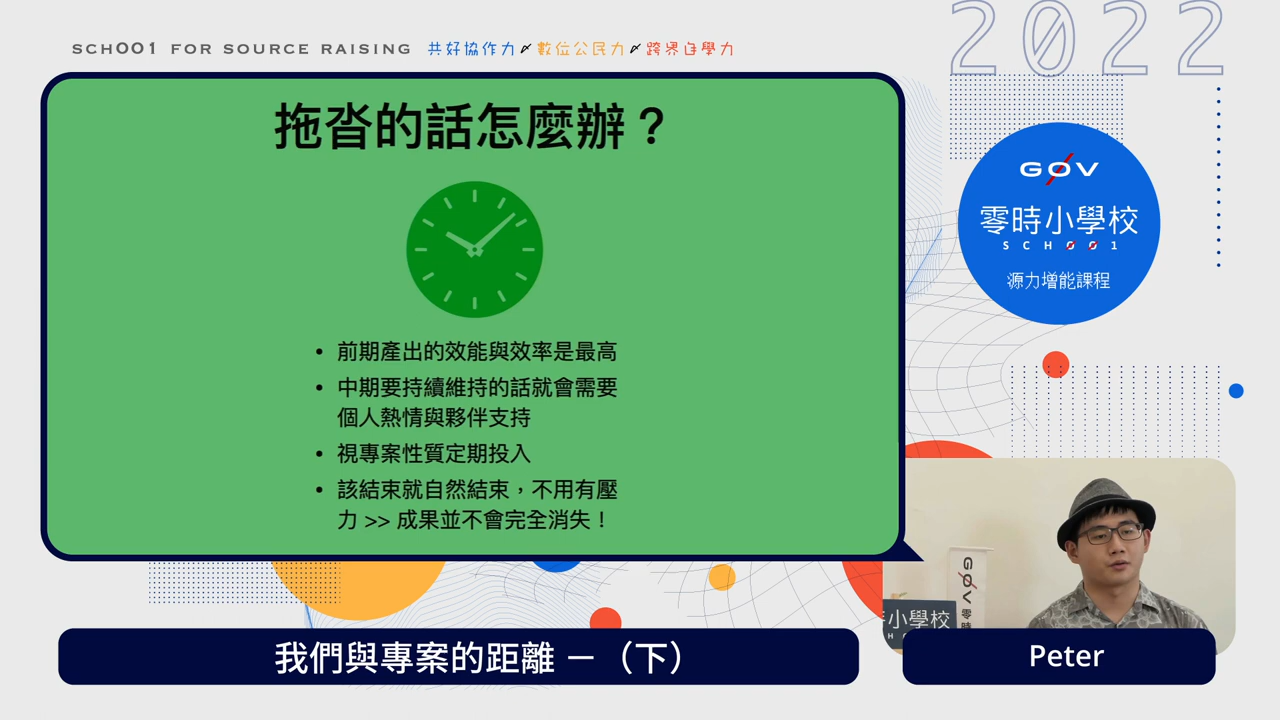 SCHOO1 FOR SOURCE RAISING 共好協作力 數位公民力 跨界自學力
2022
拖沓的話怎麼辦？
• 前期產出的效能與效率是最高
• 中期要持續維持的話就會需要
個人熱情與夥伴支持
• 視專案性質定期投入
• 該結束就自然結束，不用有壓
力 >> 成果並不會完全消失！
G0V
零時小學校
SCH001
源力增能課程
G0V 零時
小學校
我們與專案的距離 －（下）
Peter